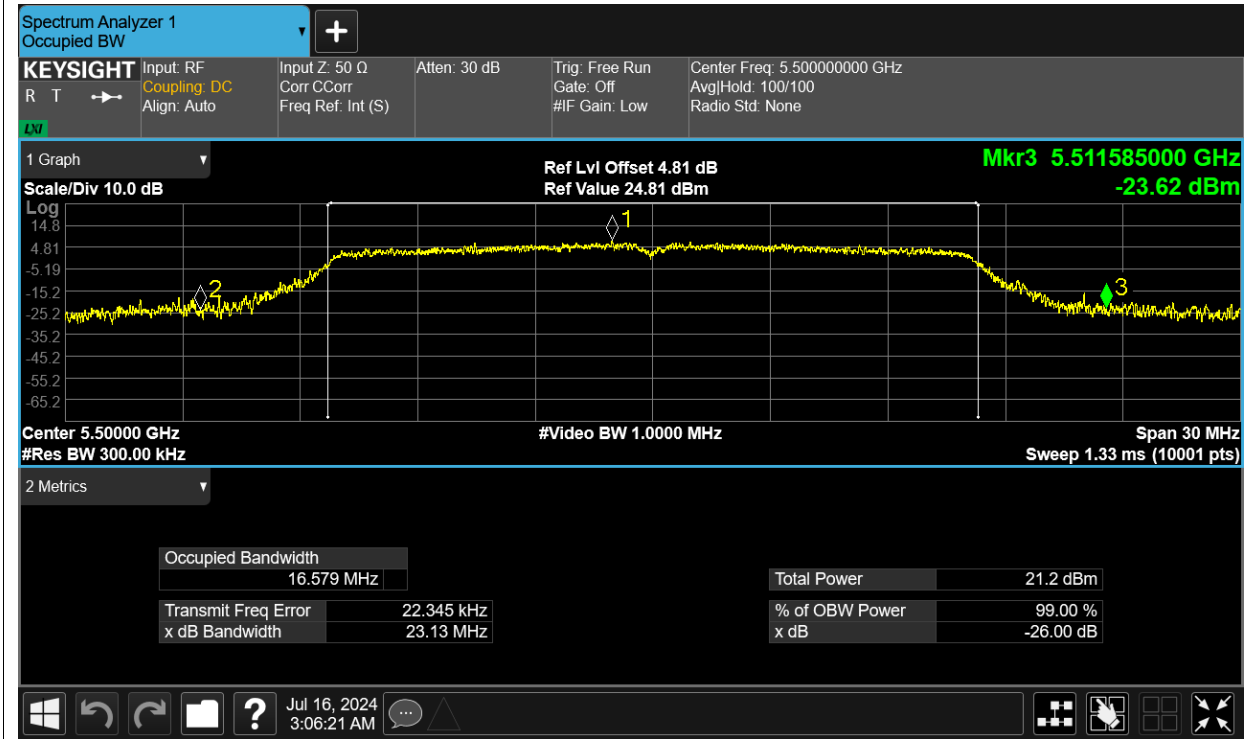 Spectrum Analyzer 1
Occupied BW
KEYSIGHT
R T
LXI
Input: RF
Coupling: DC
Align: Auto
Input Z: 50 Ω
Corr CCorr
Freq Ref: Int (S)
Atten: 30 dB
Trig: Free Run
Gate: Off
#IF Gain: Low
Center Freq: 5.500000000 GHz
Avg|Hold: 100/100
Radio Std: None
1 Graph
Scale/Div 10.0 dB
Ref Lvl Offset 4.81 dB
Ref Value 24.81 dBm
Mkr3 5.511585000 GHz
-23.62 dBm
Log
14.8
4.81
-5.19
-15.2
-25.2
-35.2
-45.2
-55.2
-65.2
1
2
3
Center 5.50000 GHz
#Video BW 1.0000 MHz
Span 30 MHz
#Res BW 300.00 kHz
Sweep 1.33 ms (10001 pts)
2 Metrics
Occupied Bandwidth
16.579 MHz
Total Power 21.2 dBm
Transmit Freq Error 22.345 kHz
% of OBW Power 99.00 %
x dB Bandwidth 23.13 MHz
x dB -26.00 dB
?
Jul 16, 2024
3:06:21 AM